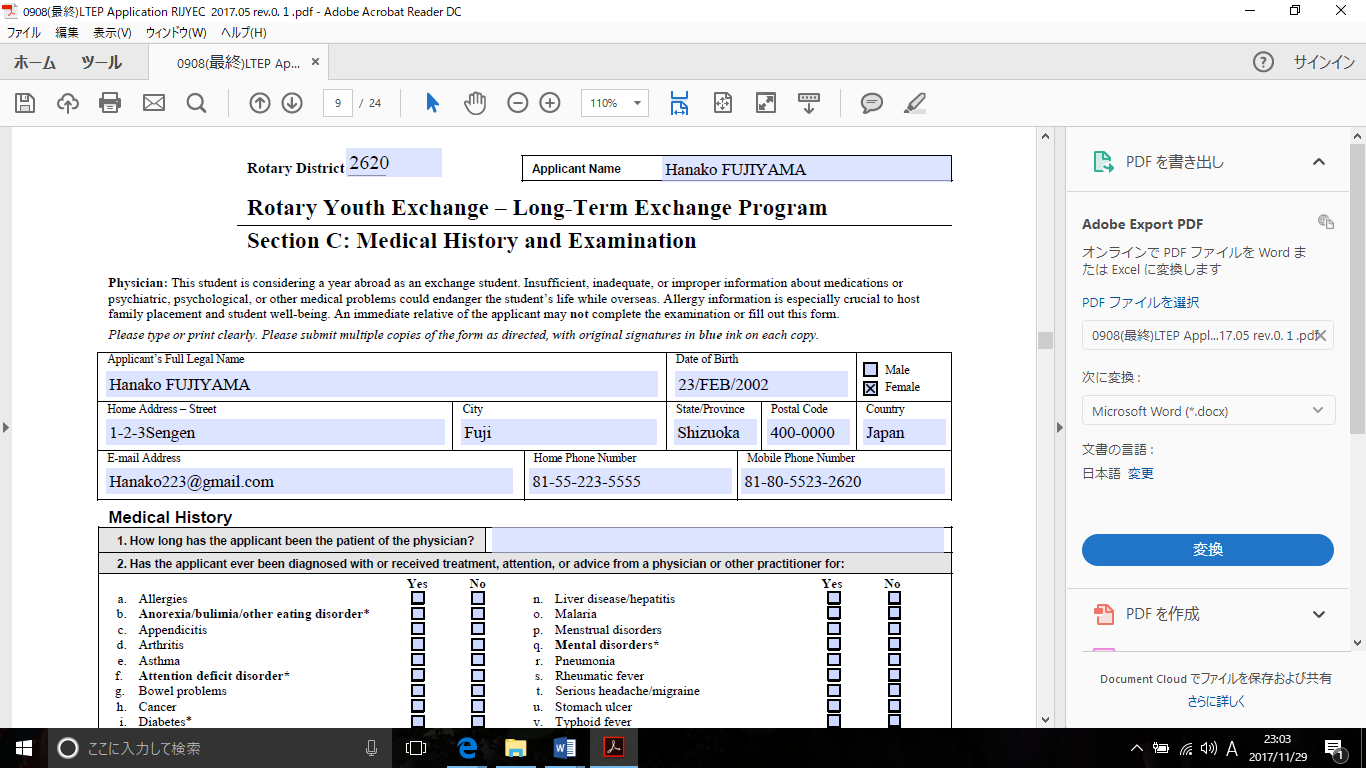 0908(最終)LTEP Application RIJYEC 2017.05 rev.0.１.pdf - Adobe Acrobat Reader DC
ファイル 編集 表示(V) ウィンドウ(W) ヘルプ(H)
ホーム ツール 0908(最終)LTEP Ap... × サインイン
9 / 24 110%
Rotary District 2620 Applicant Name Hanako FUJIYAMA
Rotary Youth Exchange – Long-Term Exchange Program
Section C: Medical History and Examination
Physician: This student is considering a year abroad as an exchange student. Insufficient, inadequate, or improper information about medications or
psychiatric, psychological, or other medical problems could endanger the student's life while overseas. Allergy information is especially crucial to host
family placement and student well-being. An immediate relative of the applicant may not complete the examination or fill out this form.
Please type or print clearly. Please submit multiple copies of the form as directed, with original signatures in blue ink on each copy.
Applicant's Full Legal Name Date of Birth Male
Hanako FUJIYAMA 23/FEB/2002 Female
Home Address – Street City State/Province Postal Code Country
1-2-3Sengen Fuji Shizuoka 400-0000 Japan
E-mail Address Home Phone Number Mobile Phone Number
Hanako223@gmail.com 81-55-223-5555 81-80-5523-2620
Medical History
1. How long has the applicant been the patient of the physician?
2. Has the applicant ever been diagnosed with or received treatment, attention, or advice from a physician or other practitioner for:
Yes No Yes No
a. Allergies n. Liver disease/hepatitis
b. Anorexia/bulimia/other eating disorder* o. Malaria
c. Appendicitis p. Menstrual disorders
d. Arthritis q. Mental disorders*
e. Asthma r. Pneumonia
f. Attention deficit disorder* s. Rheumatic fever
g. Bowel problems t. Serious headache/migraine
h. Cancer u. Stomach ulcer
i. Diabetes* v. Typhoid fever
PDF を書き出し
Adobe Export PDF
オンラインで PDF ファイルを Word ま
たは Excel に変換します
PDF ファイルを選択
0908(最終)LTEP Appl...17.05 rev.0.１.pdf
次に変換 :
Microsoft Word (*.docx)
文書の言語 :
日本語 変更
変換
PDF を作成
Document Cloud でファイルを保存および共有
さらに詳しく
ここに入力して検索 A 23:03
2017/11/29 1